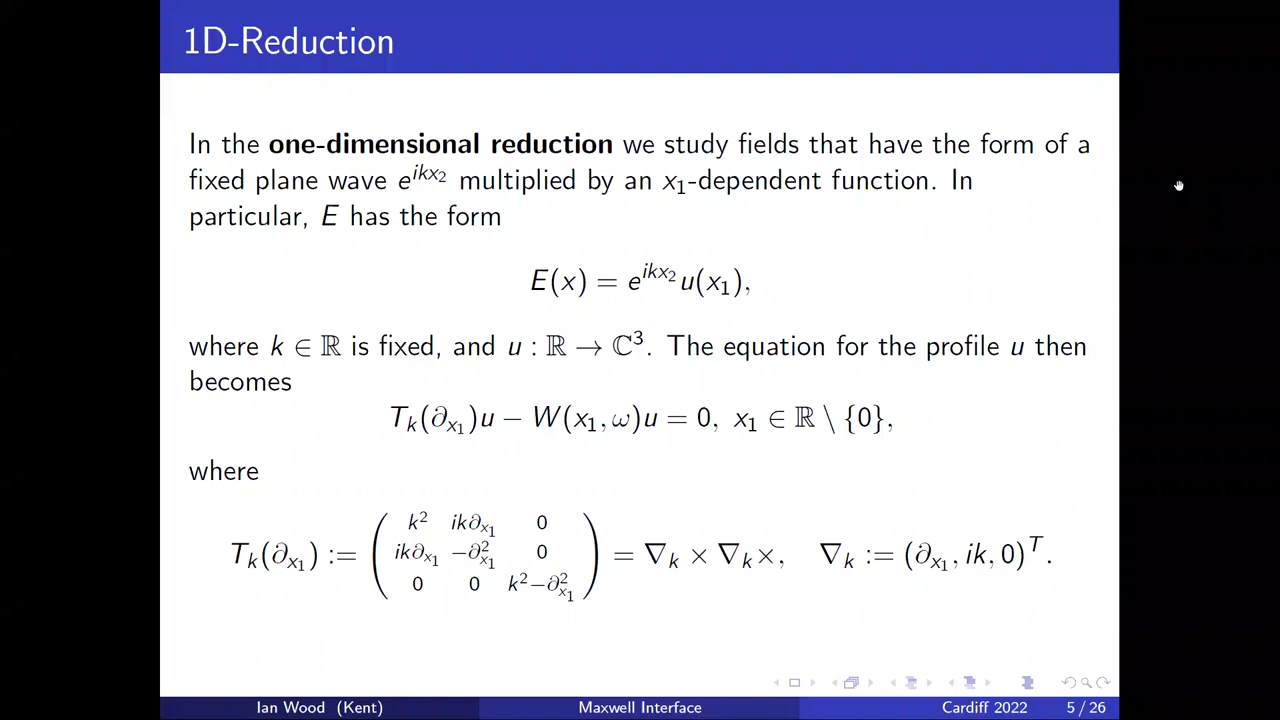 1D-Reduction
In the one-dimensional reduction we study fields that have the form of a
fixed plane wave e^{ikx_2} multiplied by an x_1-dependent function. In
particular, E has the form
E(x) = e^{ikx_2}u(x_1),
where k ∈ ℝ is fixed, and u : ℝ → ℂ^3. The equation for the profile u then
becomes
T_k(∂_{x_1})u − W(x_1, ω)u = 0, x_1 ∈ ℝ \ {0},
where
T_k(∂_{x_1}) := ( k^2 ik∂_{x_1} 0 ; ik∂_{x_1} −∂^2_{x_1} 0 ; 0 0 k^2−∂^2_{x_1} ) = ∇_k × ∇_k×, ∇_k := (∂_{x_1}, ik, 0)^T.
Ian Wood (Kent) Maxwell Interface Cardiff 2022 5 / 26